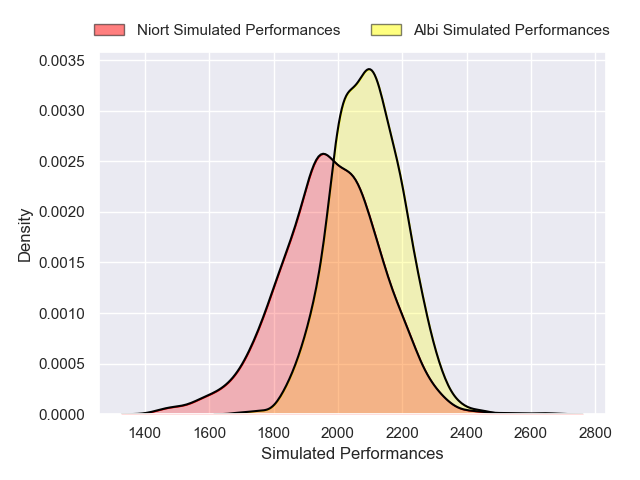 Niort Simulated Performances Albi Simulated Performances
0.0035
0.0030
0.0025
0.0020
0.0015
0.0010
0.0005
0.0000
Density
1400 1600 1800 2000 2200 2400 2600 2800
Simulated Performances